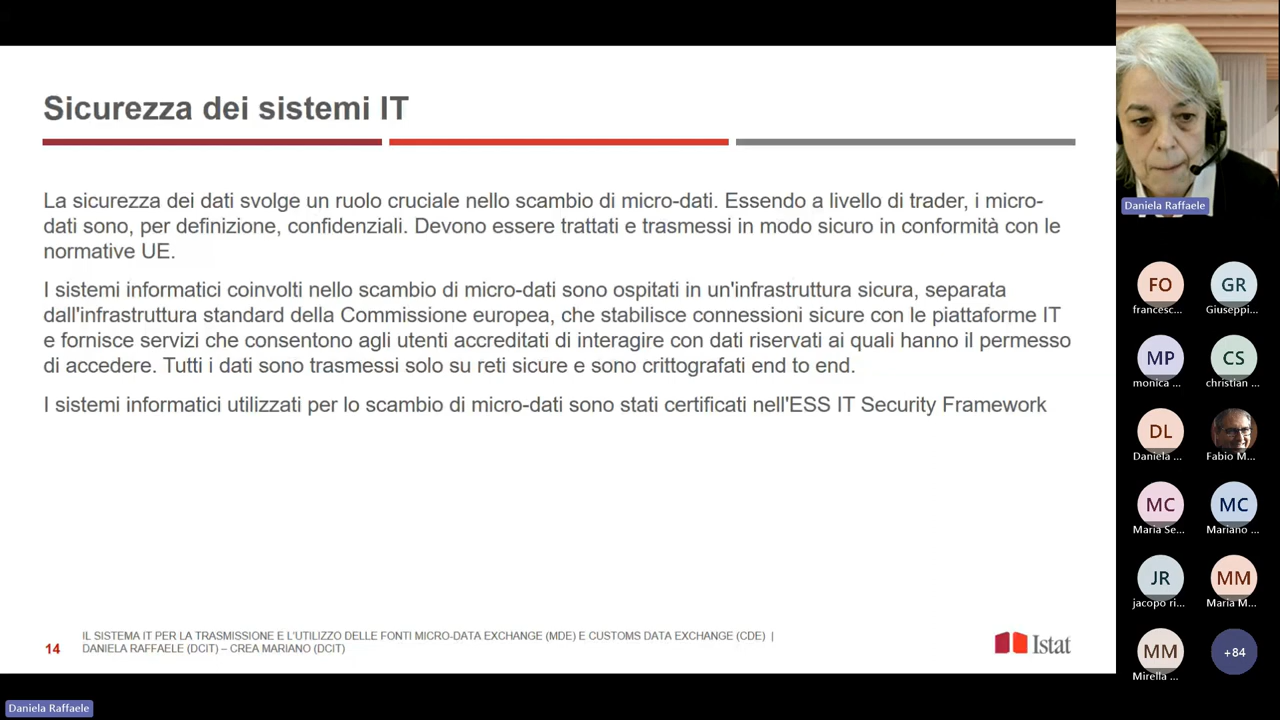 Sicurezza dei sistemi IT
La sicurezza dei dati svolge un ruolo cruciale nello scambio di micro-dati. Essendo a livello di trader, i micro-
dati sono, per definizione, confidenziali. Devono essere trattati e trasmessi in modo sicuro in conformità con le
normative UE.
I sistemi informatici coinvolti nello scambio di micro-dati sono ospitati in un'infrastruttura sicura, separata
dall'infrastruttura standard della Commissione europea, che stabilisce connessioni sicure con le piattaforme IT
e fornisce servizi che consentono agli utenti accreditati di interagire con dati riservati ai quali hanno il permesso
di accedere. Tutti i dati sono trasmessi solo su reti sicure e sono crittografati end to end.
I sistemi informatici utilizzati per lo scambio di micro-dati sono stati certificati nell'ESS IT Security Framework
14
IL SISTEMA IT PER LA TRASMISSIONE E L'UTILIZZO DELLE FONTI MICRO-DATA EXCHANGE (MDE) E CUSTOMS DATA EXCHANGE (CDE) |
DANIELA RAFFAELE (DCIT) – CREA MARIANO (DCIT)
Istat
Daniela Raffaele
Daniela Raffaele
FO GR
francesc... Giuseppi...
MP CS
monica ... christian ...
DL
Daniela ... Fabio M...
MC MC
Maria Se... Mariano ...
JR MM
jacopo ri... Maria M...
MM +84
Mirella ...